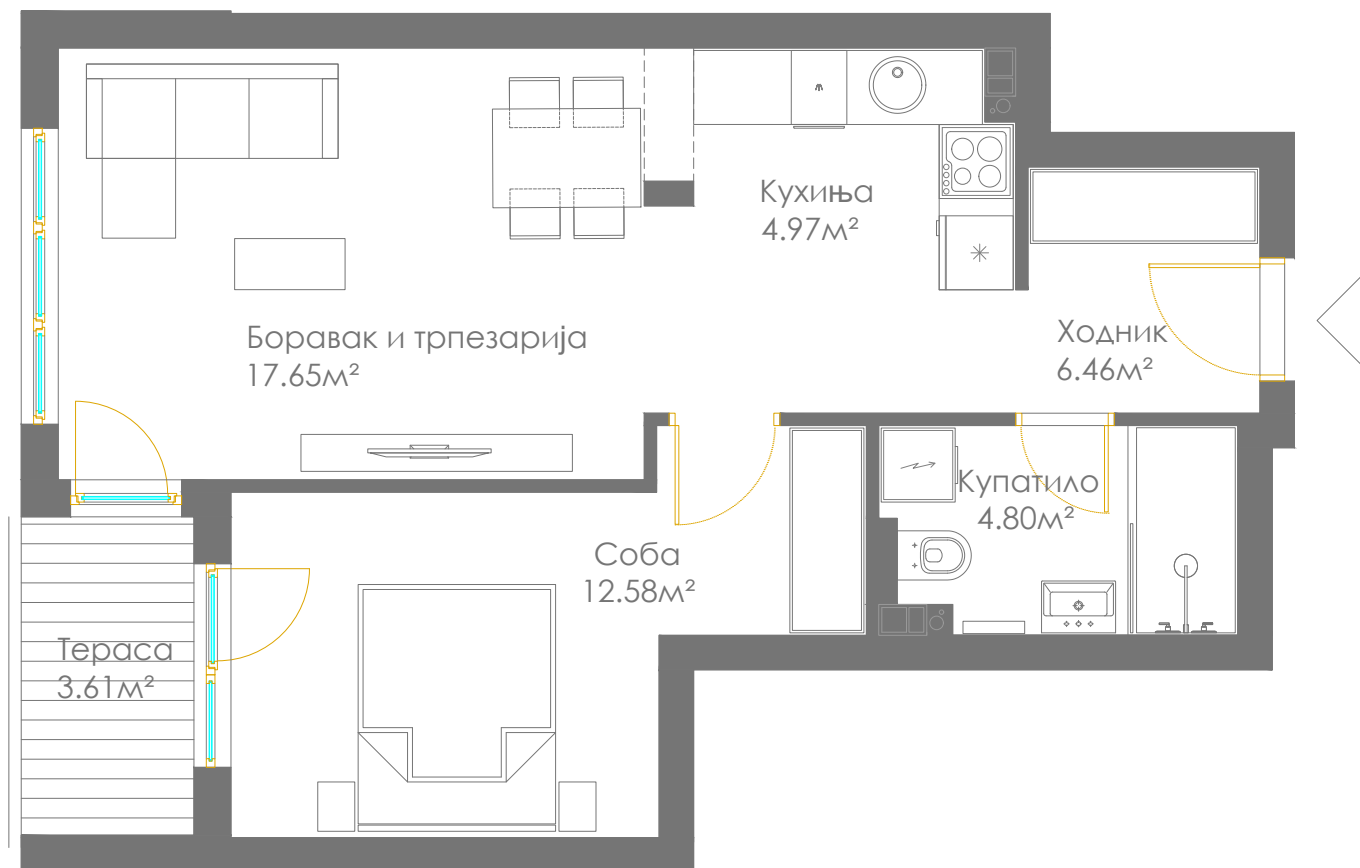 Кухиња
4.97м²
Боравак и трпезарија
17.65м²
Ходник
6.46м²
Купатило
4.80м²
Соба
12.58м²
Тераса
3.61м²